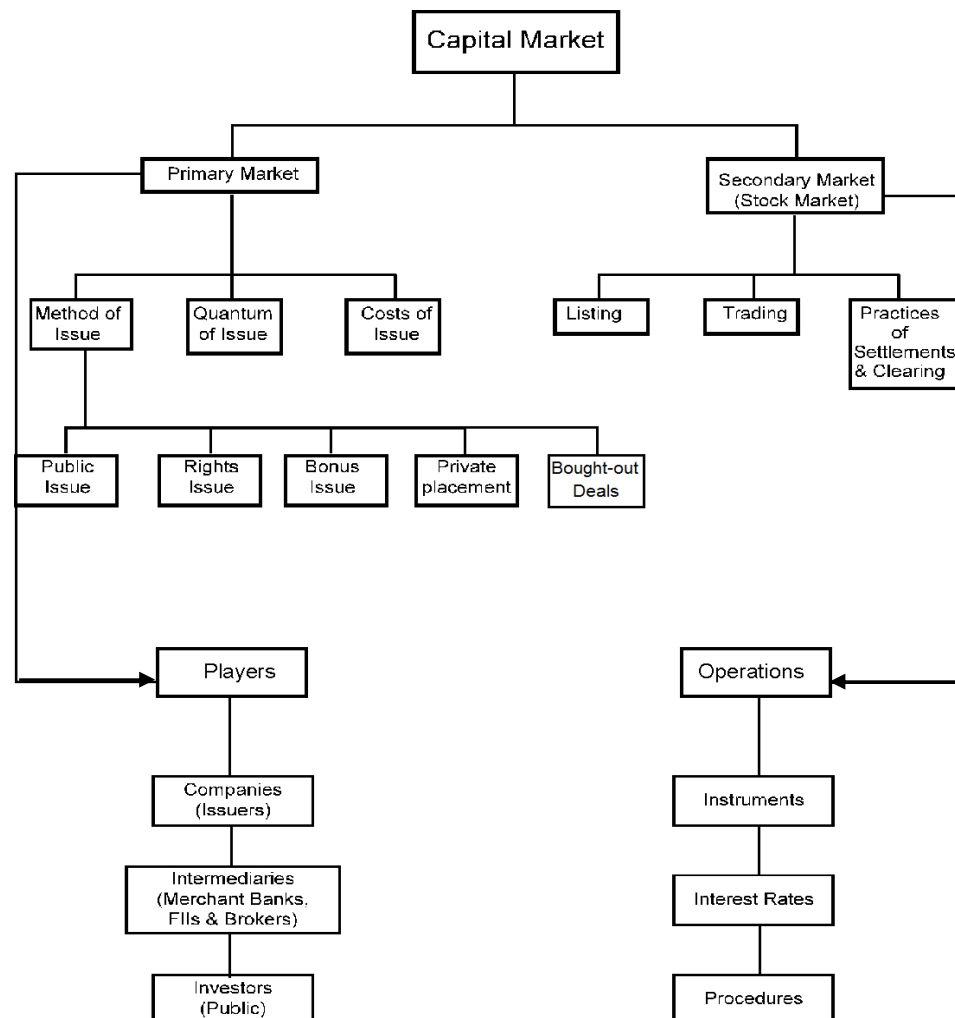 Capital Market
Primary Market
Secondary Market
(Stock Market)
Method of
Issue
Quantum
of Issue
Costs of
Issue
Listing
Trading
Practices
of
Settlements
& Clearing
Public
Issue
Rights
Issue
Bonus
Issue
Private
placement
Bought-out
Deals
Players
Operations
Companies
(Issuers)
Instruments
Intermediaries
(Merchant Banks,
FIIs & Brokers)
Interest Rates
Investors
(Public)
Procedures